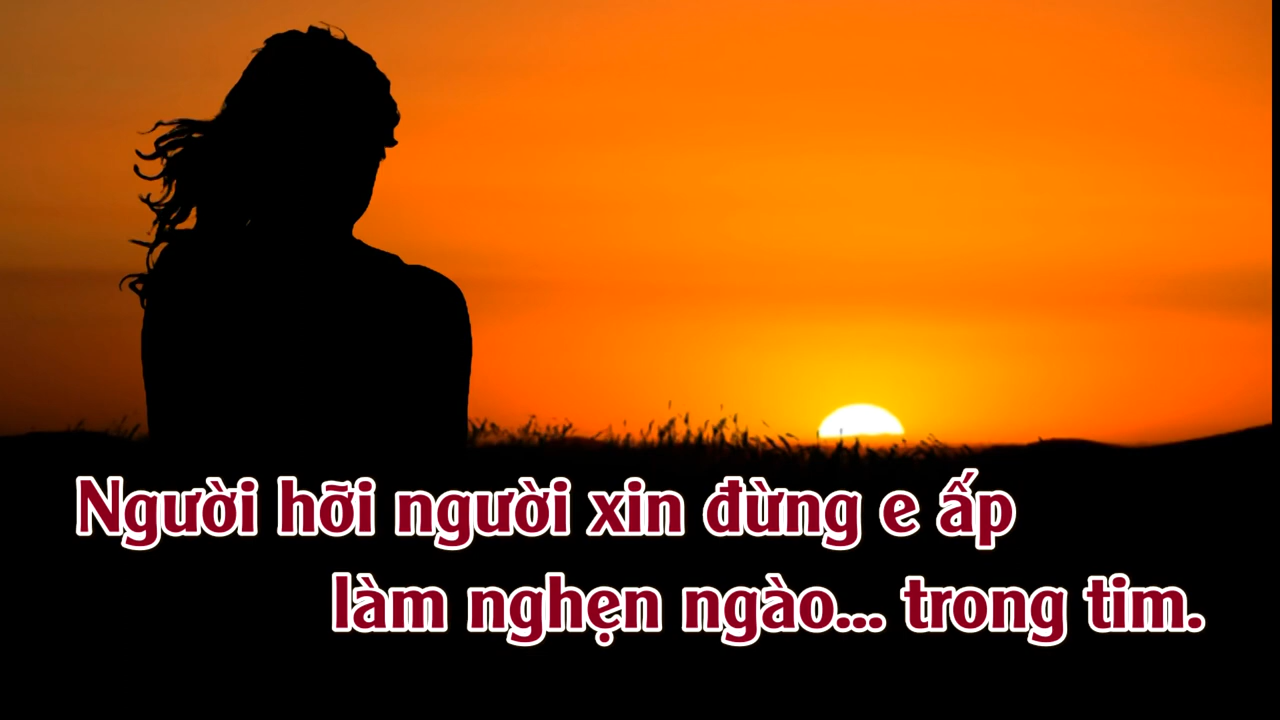 Người hỡi người xin đừng e ấp
làm nghẹn ngào... trong tim.